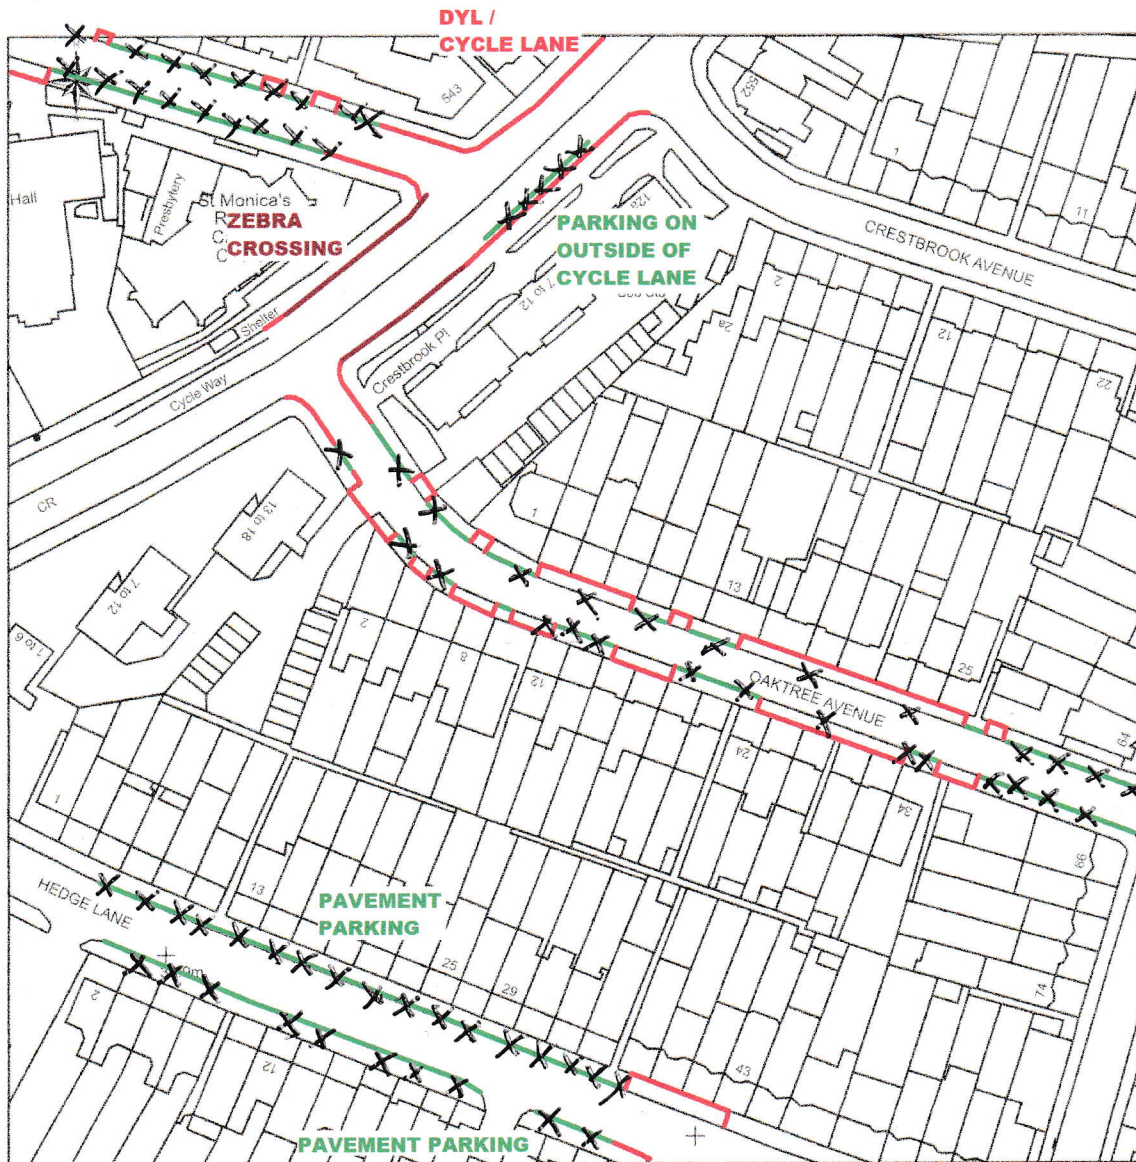 DYL /
CYCLE LANE
543
Hall
Presbytery
St Monica's
ZEBRA
CROSSING
PARKING ON
OUTSIDE OF
CYCLE LANE
1
11
CRESTBROOK AVENUE
2
2a
12
22
7 to 12
Shelter
Crestbrook Pl
Cycle Way
CR
13 to 18
7 to 12
1 to 6
1
13
25
2
8
12
OAKTREE AVENUE
24
34
64
66
74
1
HEDGE LANE
13
PAVEMENT
PARKING
25
29
43
2
12
PAVEMENT PARKING